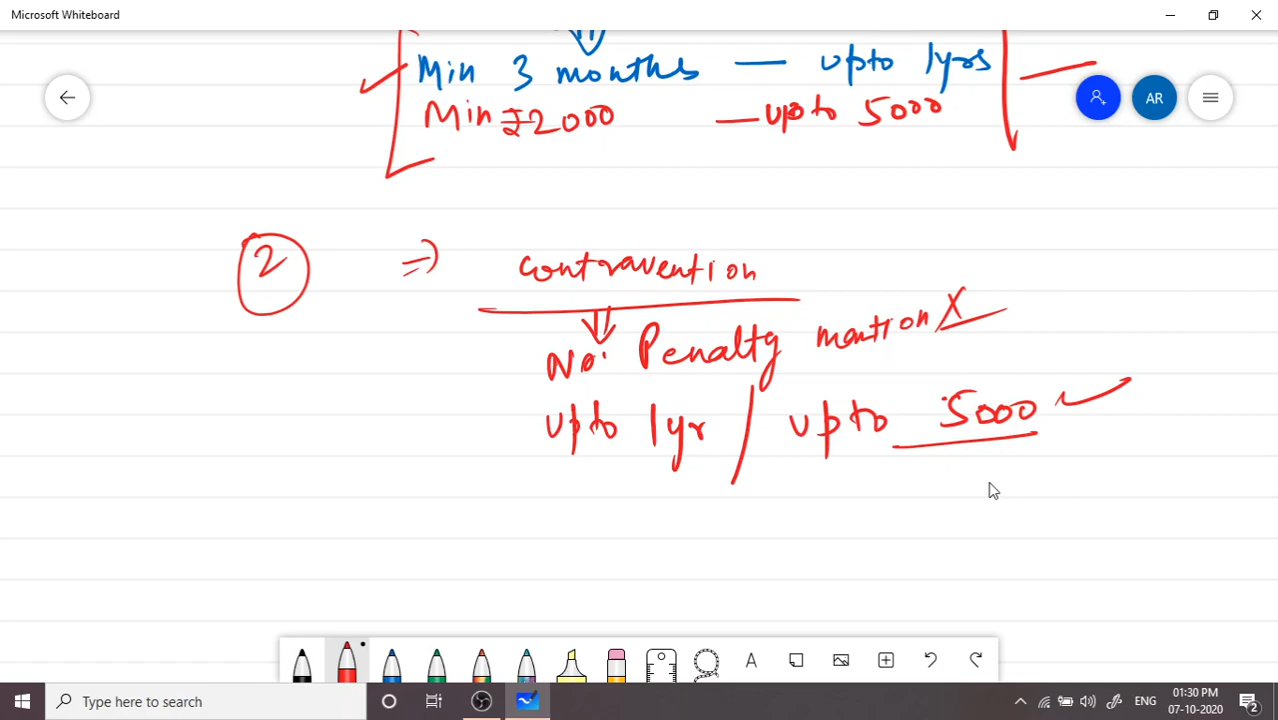 Microsoft Whiteboard
Min 3 months — upto 1yrs
Min ₹2000 — upto 5000
AR
② ⇒ contravention
No. Penalty mention X
upto 1yr / upto 5000 ✓
A
Type here to search
ENG
01:30 PM
07-10-2020
2